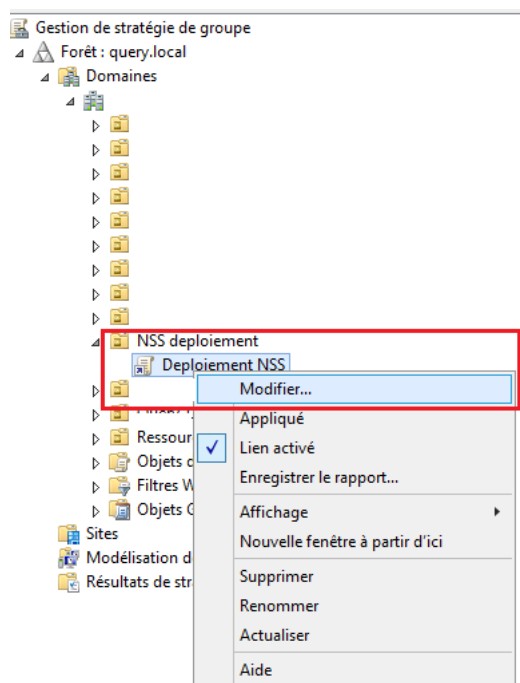 Gestion de stratégie de groupe
Forêt : query.local
Domaines
NSS deploiement
Deploiement NSS
Modifier...
Appliqué
Ressour
Lien activé
Objets
Filtres W
Enregistrer le rapport...
Objets
Affichage
Sites
Nouvelle fenêtre à partir d'ici
Modélisation d
Résultats de str
Supprimer
Renommer
Actualiser
Aide